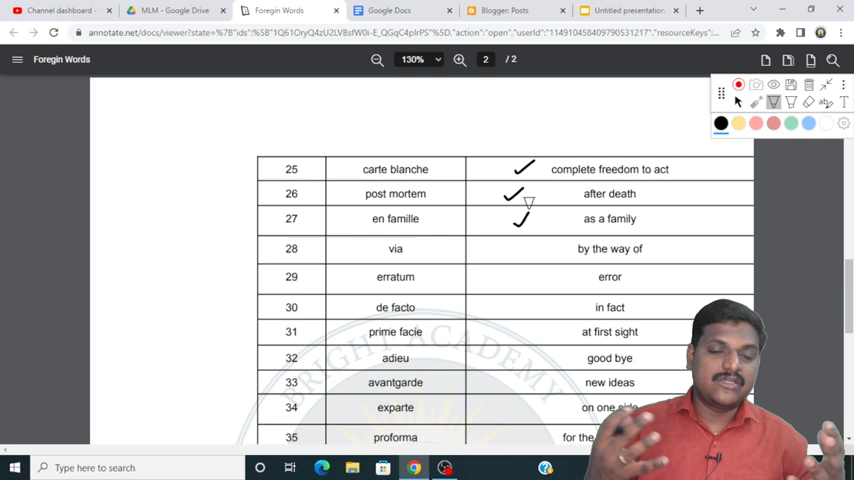 Channel dashboard
MLM - Google Drive
Foregin Words
Google Docs
Blogger: Posts
Untitled presentation
annotate.net/docs/viewer?state=%7B"ids%5B"1Q61OryQ4zU2LVBsfW0i-E_QGqC4pIrPS"%5D,"action":"open","userId":"114910458409790531217","resourceKeys...
Foregin Words
130%
2 / 2
25 carte blanche complete freedom to act
26 post mortem after death
27 en famille as a family
28 via by the way of
29 erratum error
30 de facto in fact
31 prime facie at first sight
32 adieu good bye
33 avantgarde new ideas
34 exparte on one side
35 proforma for the
BRIGHT ACADEMY
Type here to search